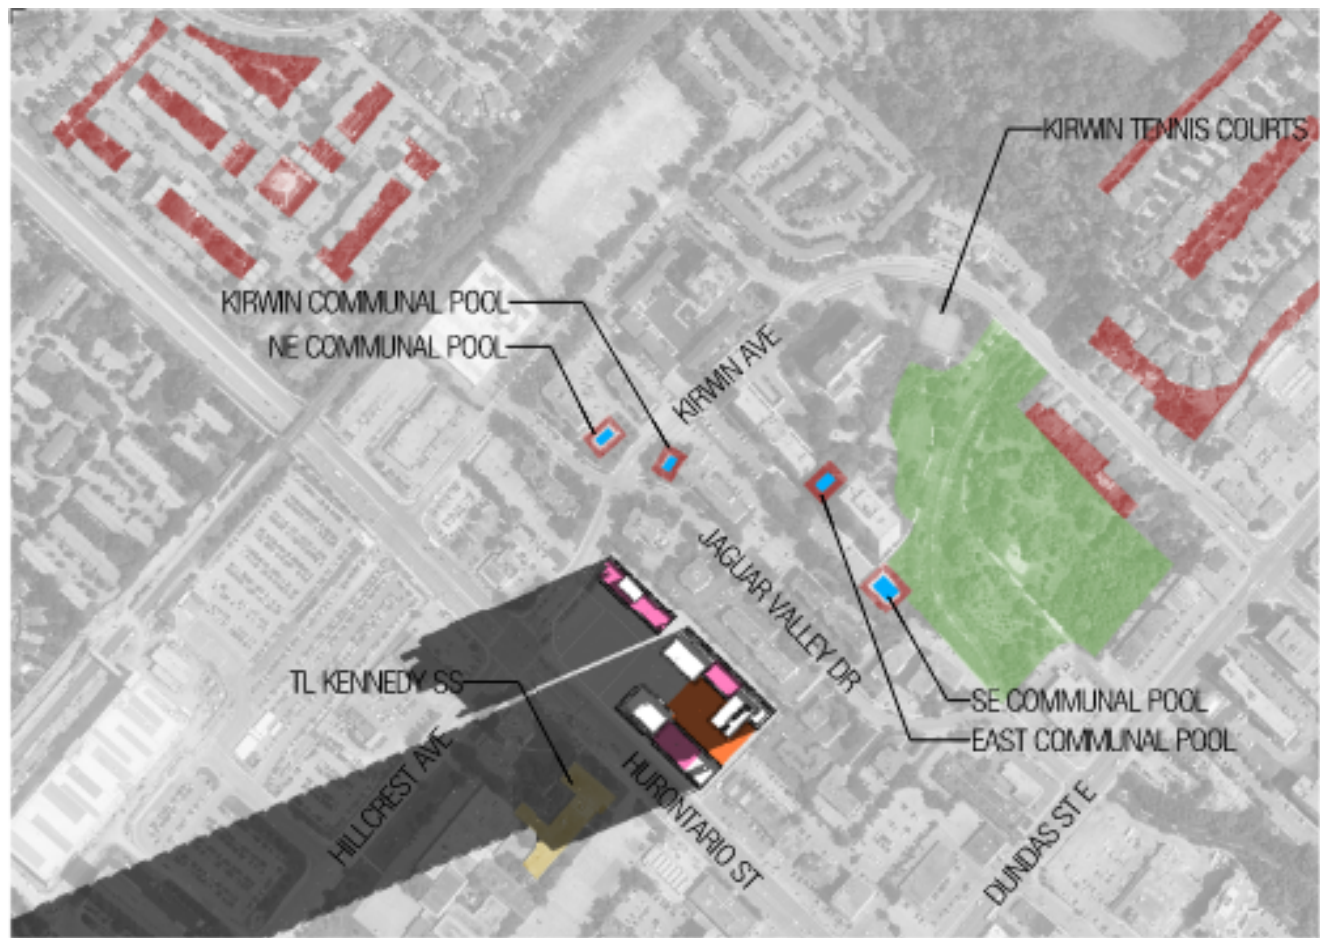 KIRWIN TENNIS COURTS
KIRWIN COMMUNAL POOL
NE COMMUNAL POOL
KIRWIN AVE
JAGUAR VALLEY DR
TL KENNEDY SS
SE COMMUNAL POOL
EAST COMMUNAL POOL
HILLCREST AVE
HURONTARIO ST
DUNDAS ST E